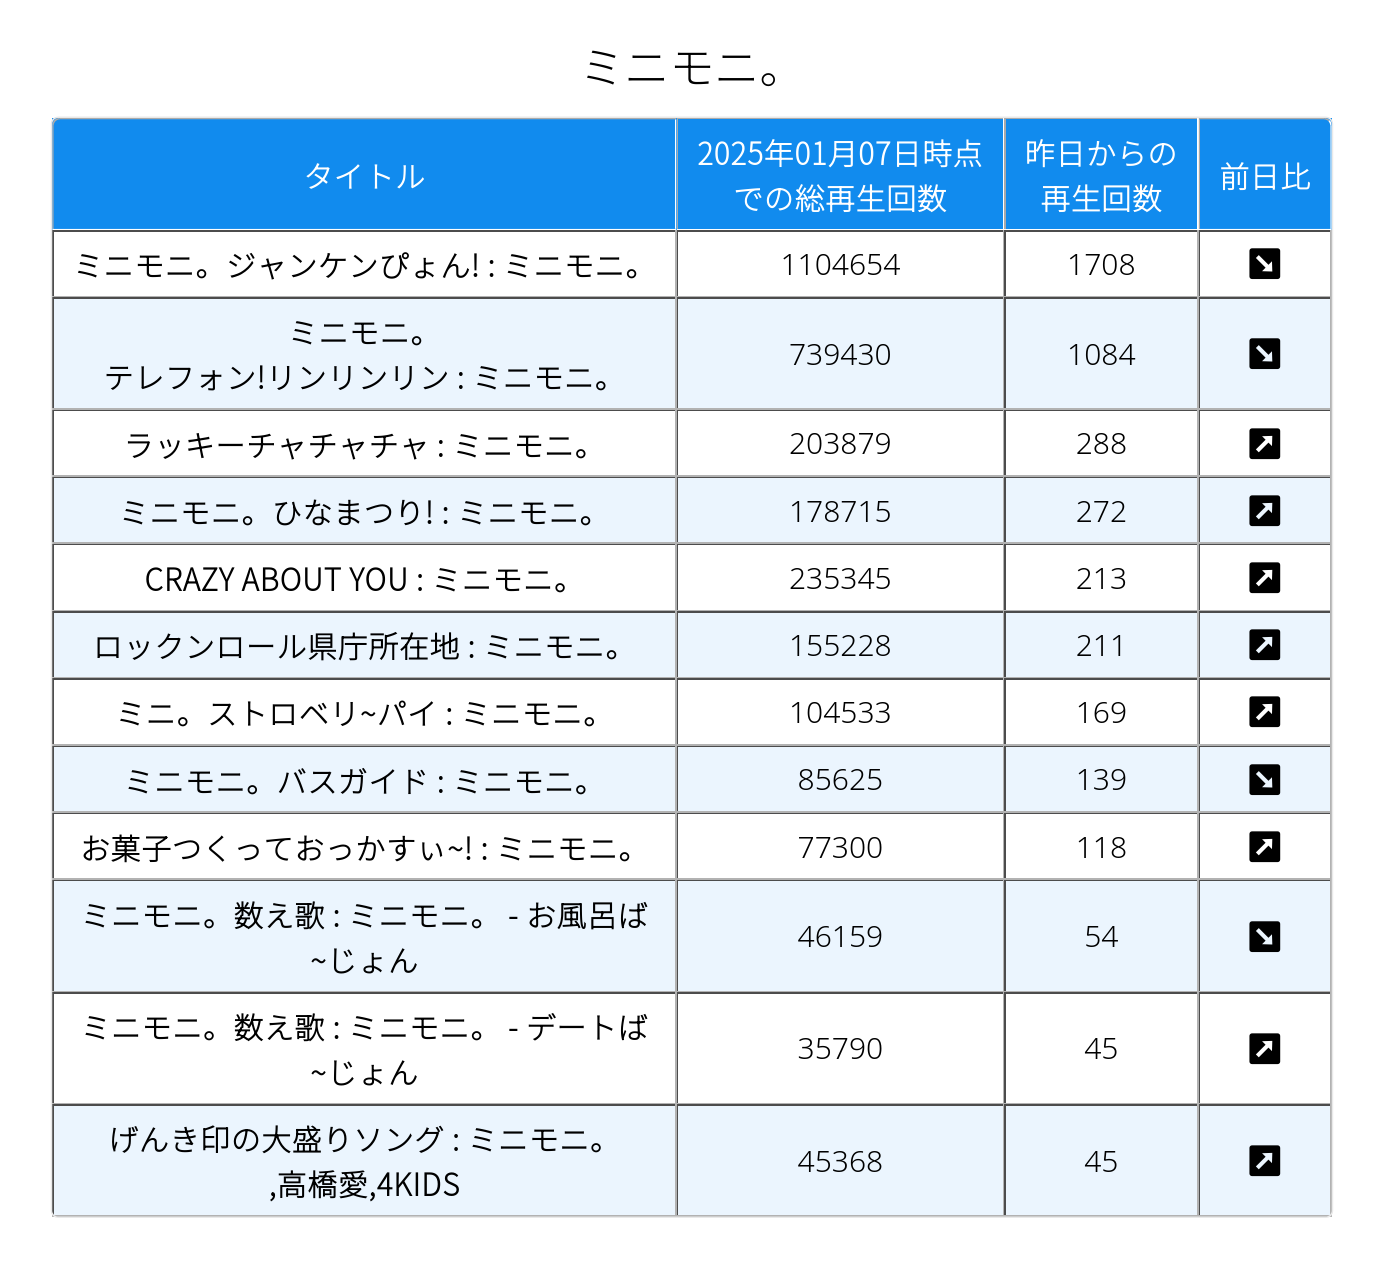 ミニモニ。
タイトル
2025年01月07日時点
での総再生回数
昨日からの
再生回数
前日比
ミニモニ。ジャンケンぴょん! : ミニモニ。
1104654
1708
ミニモニ。
テレフォン!リンリンリン : ミニモニ。
739430
1084
ラッキーチャチャチャ : ミニモニ。
203879
288
ミニモニ。ひなまつり! : ミニモニ。
178715
272
CRAZY ABOUT YOU : ミニモニ。
235345
213
ロックンロール県庁所在地 : ミニモニ。
155228
211
ミニ。ストロベリ~パイ : ミニモニ。
104533
169
ミニモニ。バスガイド : ミニモニ。
85625
139
お菓子つくっておっかすぃ~! : ミニモニ。
77300
118
ミニモニ。数え歌 : ミニモニ。 - お風呂ば
~じょん
46159
54
ミニモニ。数え歌 : ミニモニ。 - デートば
~じょん
35790
45
げんき印の大盛りソング : ミニモニ。
,高橋愛,4KIDS
45368
45